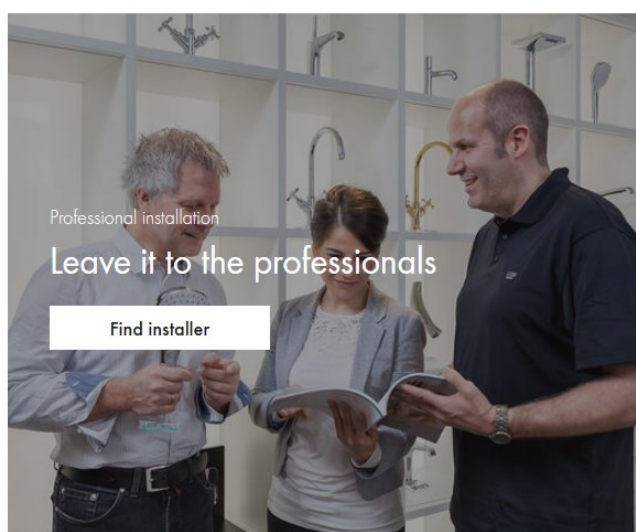 Professional installation
Leave it to the professionals
Find installer